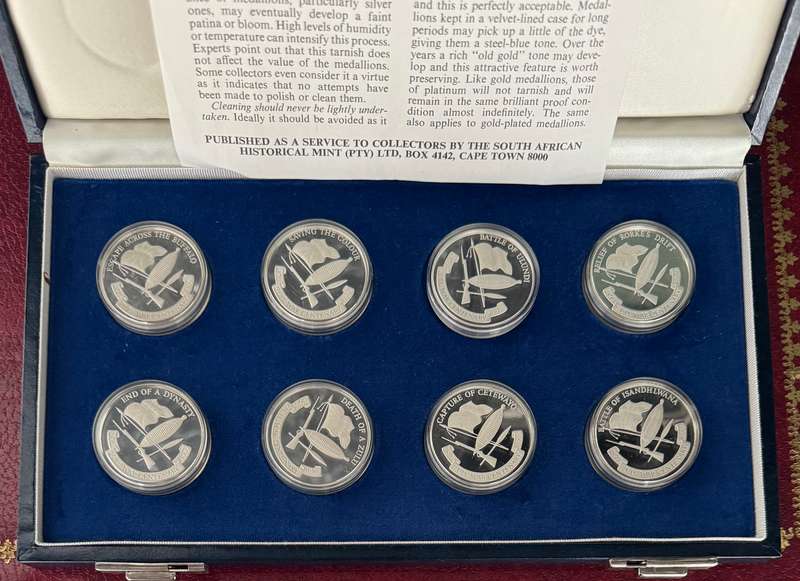 of medallions, particularly silver
ones, may eventually develop a faint
patina or bloom. High levels of humidity
or temperature can intensify this process.
Experts point out that this tarnish does
not affect the value of the medallions.
Some collectors even consider it a virtue
as it indicates that no attempts have
been made to polish or clean them.
Cleaning should never be lightly under-
taken. Ideally it should be avoided as it
and this is perfectly acceptable. Medal-
lions kept in a velvet-lined case for long
periods may pick up a little of the dye,
giving them a steel-blue tone. Over the
years a rich "old gold" tone may deve-
lop and this attractive feature is worth
preserving. Like gold medallions, those
of platinum will not tarnish and will
remain in the same brilliant proof con-
dition almost indefinitely. The same
also applies to gold-plated medallions.
PUBLISHED AS A SERVICE TO COLLECTORS BY THE SOUTH AFRICAN
HISTORICAL MINT (PTY) LTD, BOX 4142, CAPE TOWN 8000
ESCAPE ACROSS THE BUFFALO
SAVING THE COLOUR
BATTLE OF ULUNDI
RELIEF OF RORKE'S DRIFT
END OF A DYNASTY
DEATH OF A ZULU
CAPTURE OF CETEWAYO
BATTLE OF ISANDHLWANA